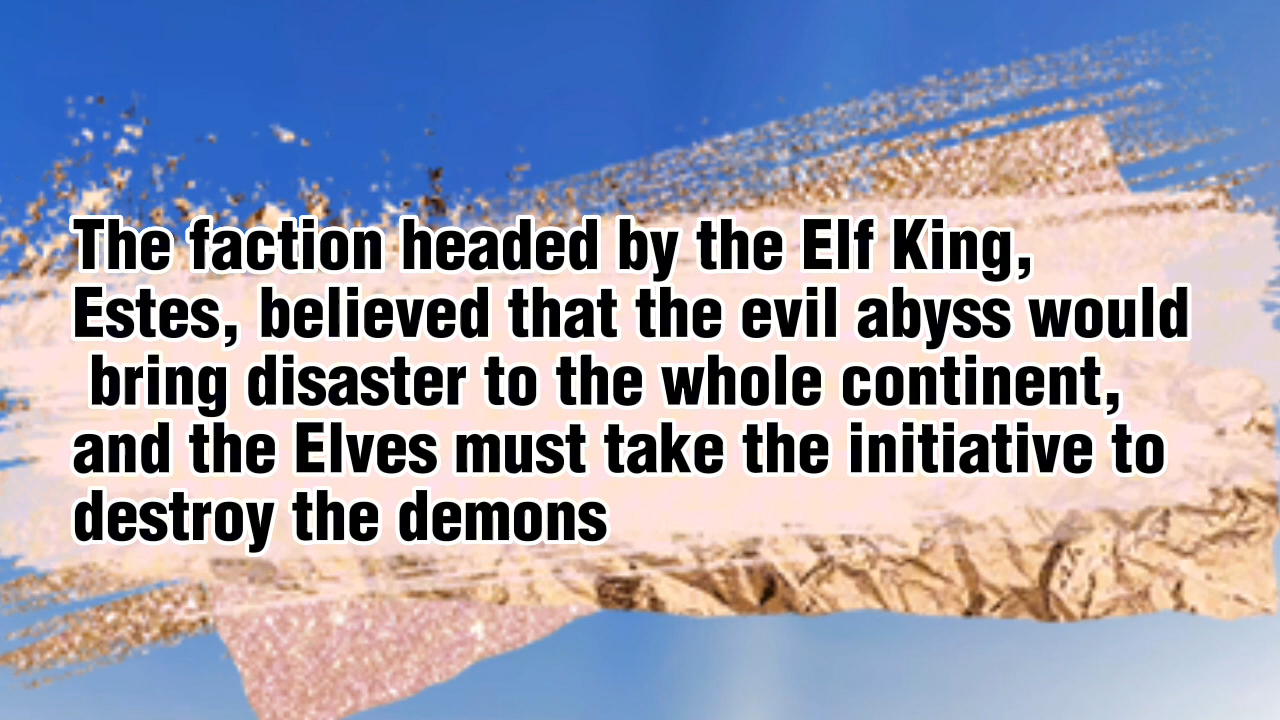 The faction headed by the Elf King,
Estes, believed that the evil abyss would
bring disaster to the whole continent,
and the Elves must take the initiative to
destroy the demons